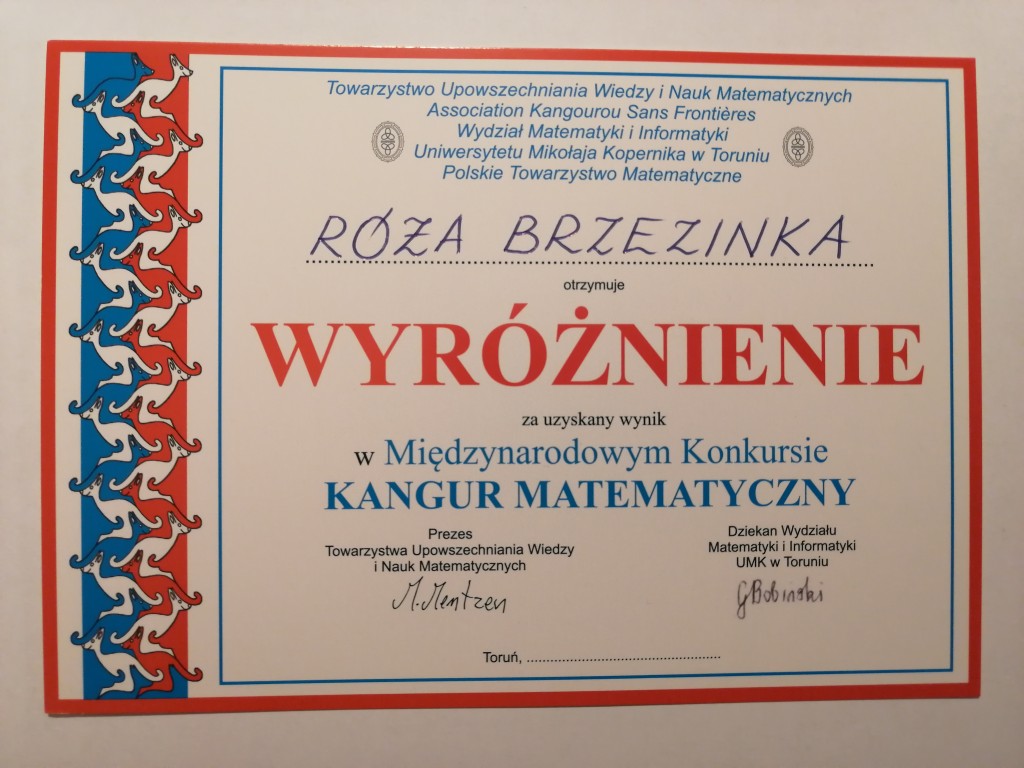 Towarzystwo Upowszechniania Wiedzy i Nauk Matematycznych
Association Kangourou Sans Frontières
Wydział Matematyki i Informatyki
Uniwersytetu Mikołaja Kopernika w Toruniu
Polskie Towarzystwo Matematyczne
RÓŻA BRZEZINKA
otrzymuje
WYRÓŻNIENIE
za uzyskany wynik
w Międzynarodowym Konkursie
KANGUR MATEMATYCZNY
Prezes
Towarzystwa Upowszechniania Wiedzy
i Nauk Matematycznych
M. Mentzen
Dziekan Wydziału
Matematyki i Informatyki
UMK w Toruniu
G Bobiński
Toruń, ................................................